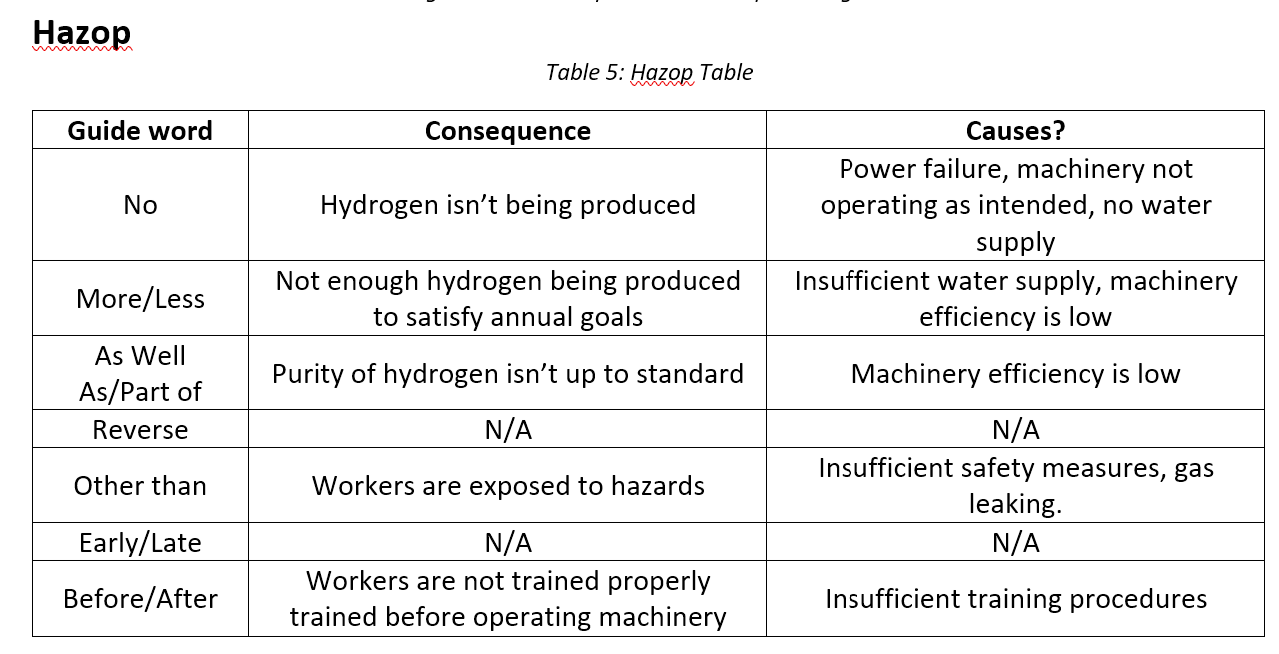 Hazop
Table 5: Hazop Table
Guide word
Consequence
Causes?
No
Hydrogen isn’t being produced
Power failure, machinery not
operating as intended, no water
supply
More/Less
Not enough hydrogen being produced
to satisfy annual goals
Insufficient water supply, machinery
efficiency is low
As Well
As/Part of
Purity of hydrogen isn’t up to standard
Machinery efficiency is low
Reverse
N/A
N/A
Other than
Workers are exposed to hazards
Insufficient safety measures, gas
leaking.
Early/Late
N/A
N/A
Before/After
Workers are not trained properly
trained before operating machinery
Insufficient training procedures